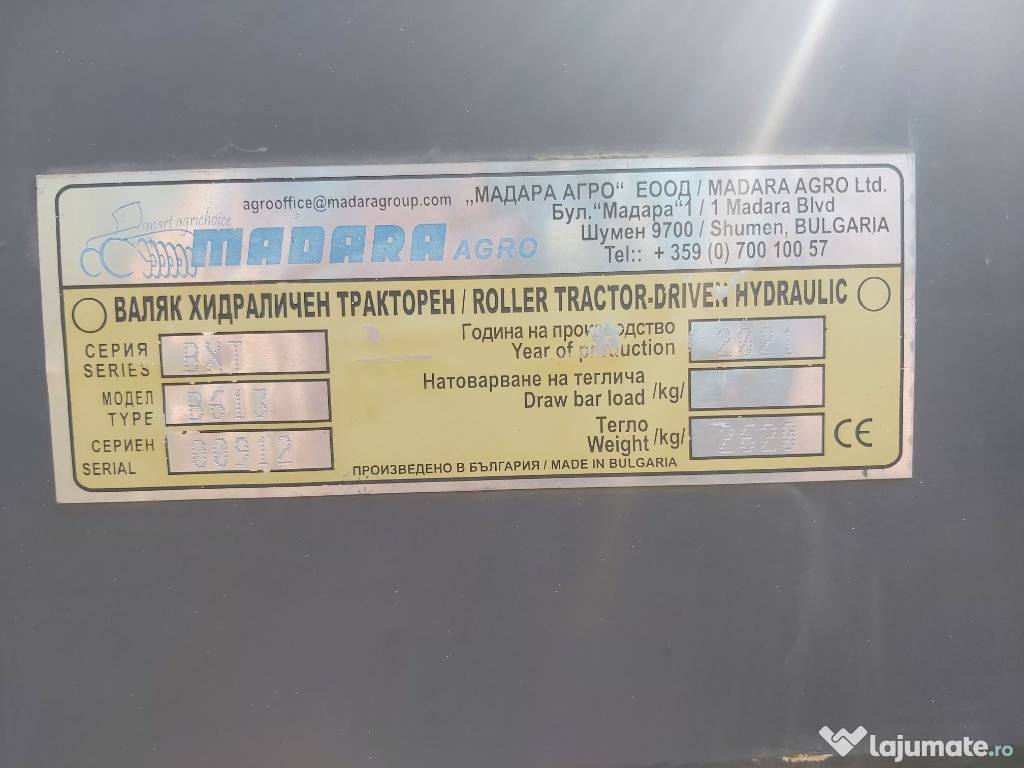 agrooffice@madaragroup.com „МАДАРА АГРО“ ЕООД / MADARA AGRO Ltd.
Бул.“Мадара“1 / 1 Madara Blvd
Шумен 9700 / Shumen, BULGARIA
Tel:: + 359 (0) 700 100 57
smart agrichoice
MADARA AGRO
ВАЛЯК ХИДРАЛИЧЕН ТРАКТОРЕН / ROLLER TRACTOR-DRIVEN HYDRAULIC
СЕРИЯ
SERIES
ВХТ
МОДЕЛ
TYPE
СЕРИЕН
SERIAL
00912
Година на производство
Year of production
2021
Натоварване на теглича
Draw bar load /kg/
Тегло
Weight /kg/
2620
CE
ПРОИЗВЕДЕНО В БЪЛГАРИЯ / MADE IN BULGARIA
lajumate.ro